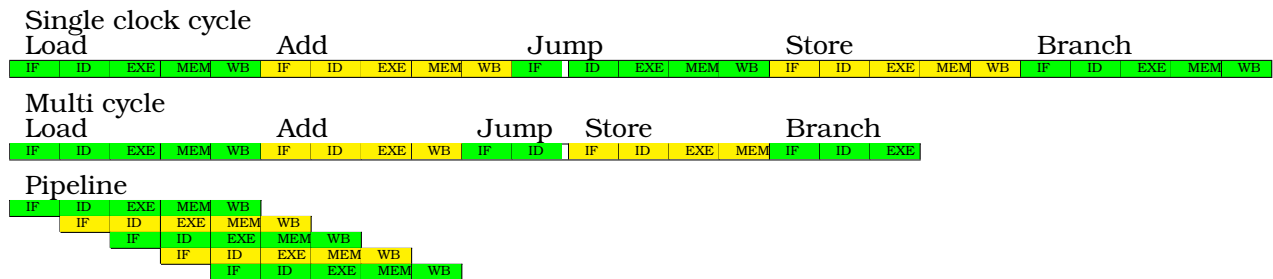 Single clock cycle
Load Add Jump Store Branch
IF ID EXE MEM WB IF ID EXE MEM WB IF ID EXE MEM WB IF ID EXE MEM WB IF ID EXE MEM WB
Multi cycle
Load Add Jump Store Branch
IF ID EXE MEM WB IF ID EXE WB IF ID IF ID EXE MEM IF ID EXE
Pipeline
IF ID EXE MEM WB
IF ID EXE MEM WB
IF ID EXE MEM WB
IF ID EXE MEM WB
IF ID EXE MEM WB